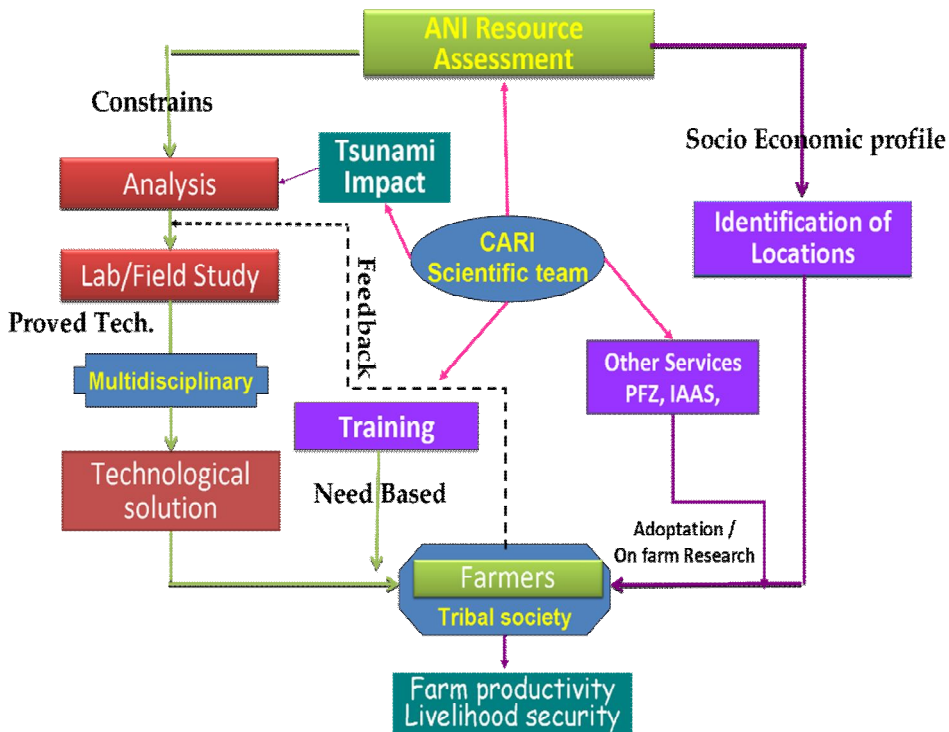 ANI Resource
Assessment
Constrains
Socio Economic profile
Tsunami
Impact
Analysis
Identification of
Locations
CARI
Scientific team
Lab/Field Study
Feedback
Proved Tech.
Other Services
PFZ, IAAS,
Multidisciplinary
Training
Technological
solution
Need Based
Adoptation /
On farm Research
Farmers
Tribal society
Farm productivity
Livelihood security